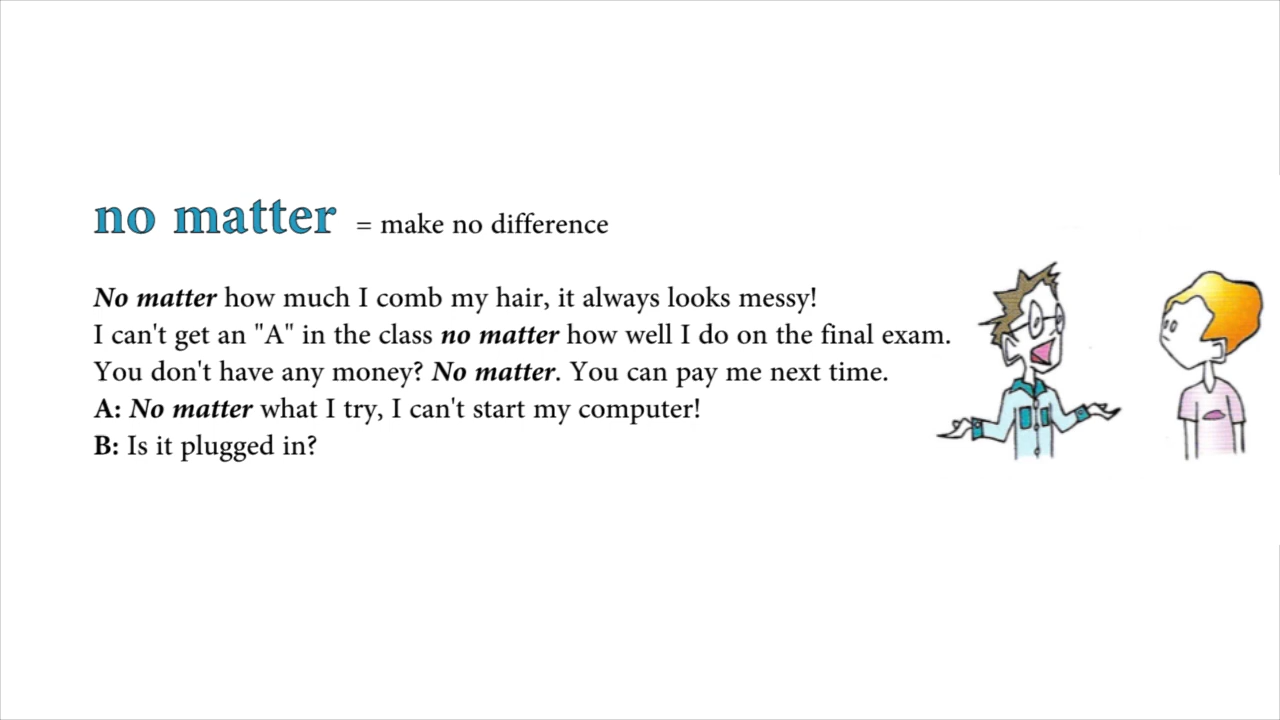 no matter = make no difference
No matter how much I comb my hair, it always looks messy!
I can't get an "A" in the class no matter how well I do on the final exam.
You don't have any money? No matter. You can pay me next time.
A: No matter what I try, I can't start my computer!
B: Is it plugged in?